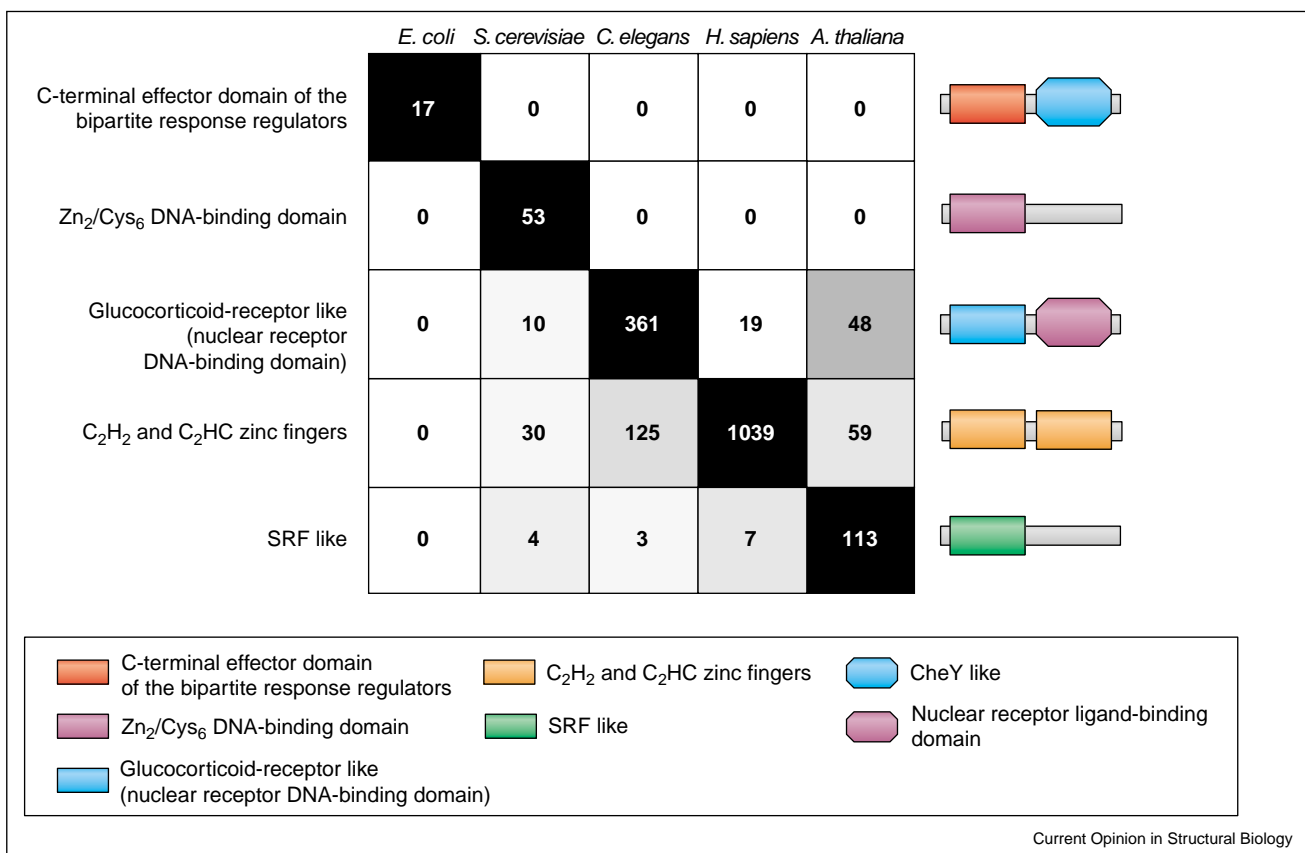 E. coli S. cerevisiae C. elegans H. sapiens A. thaliana
C-terminal effector domain of the
bipartite response regulators
17 0 0 0 0
Zn₂/Cys₆ DNA-binding domain
0 53 0 0 0
Glucocorticoid-receptor like
(nuclear receptor
DNA-binding domain)
0 10 361 19 48
C₂H₂ and C₂HC zinc fingers
0 30 125 1039 59
SRF like
0 4 3 7 113
C-terminal effector domain
of the bipartite response regulators
Zn₂/Cys₆ DNA-binding domain
Glucocorticoid-receptor like
(nuclear receptor DNA-binding domain)
C₂H₂ and C₂HC zinc fingers
SRF like
CheY like
Nuclear receptor ligand-binding
domain
Current Opinion in Structural Biology